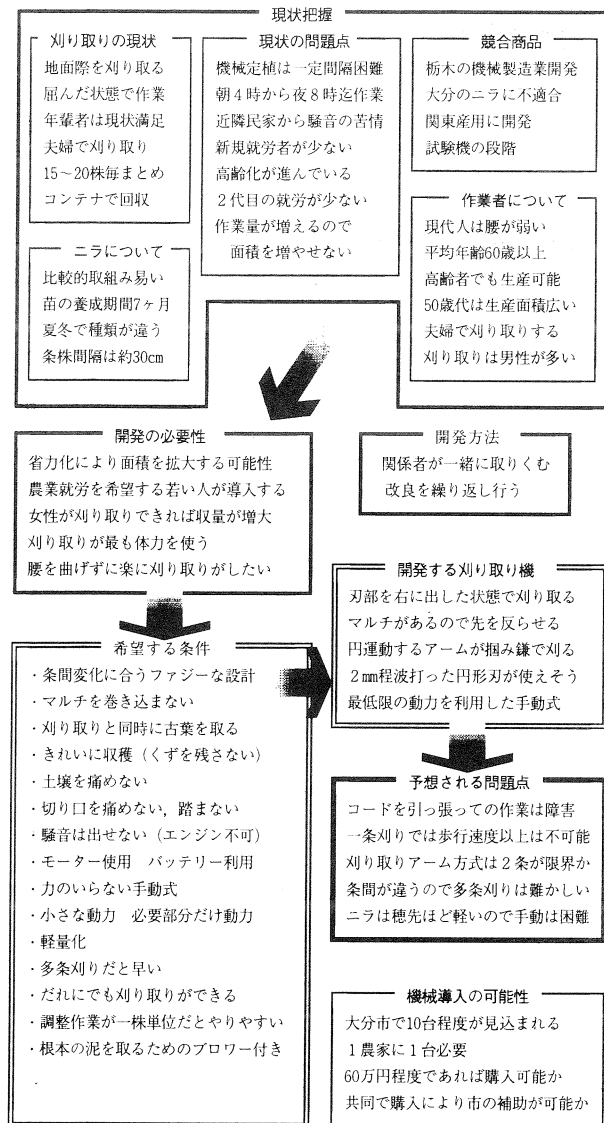 現状把握
刈り取りの現状
地面際を刈り取る
屈んだ状態で作業
年輩者は現状満足
夫婦で刈り取り
15～20株毎まとめ
コンテナで回収
ニラについて
比較的取組み易い
苗の養成期間7ヶ月
夏冬で種類が違う
条株間隔は約30cm
現状の問題点
機械定植は一定間隔困難
朝4時から夜8時迄作業
近隣民家から騒音の苦情
新規就労者が少ない
高齢化が進んでいる
2代目の就労が少ない
作業量が増えるので
面積を増やせない
競合商品
栃木の機械製造業開発
大分のニラに不適合
関東産用に開発
試験機の段階
作業者について
現代人は腰が弱い
平均年齢60歳以上
高齢者でも生産可能
50歳代は生産面積広い
夫婦で刈り取りする
刈り取りは男性が多い
開発の必要性
省力化により面積を拡大する可能性
農業就労を希望する若い人が導入する
女性が刈り取りできれば収量が増大
刈り取りが最も体力を使う
腰を曲げずに楽に刈り取りがしたい
開発方法
関係者が一緒に取りくむ
改良を繰り返し行う
希望する条件
・条間変化に合うファジーな設計
・マルチを巻き込まない
・刈り取りと同時に古葉を取る
・きれいに収穫（くずを残さない）
・土壌を痛めない
・切り口を痛めない，踏まない
・騒音は出せない（エンジン不可）
・モーター使用　バッテリー利用
・力のいらない手動式
・小さな動力　必要部分だけ動力
・軽量化
・多条刈りだと早い
・だれにでも刈り取りができる
・調整作業が一株単位だとやりやすい
・根本の泥を取るためのブロワー付き
・
開発する刈り取り機
刃部を右に出した状態で刈り取る
マルチがあるので先を反らせる
円運動するアームが掴み鎌で刈る
2mm程波打った円形刃が使えそう
最低限の動力を利用した手動式
予想される問題点
コードを引っ張っての作業は障害
一条刈りでは歩行速度以上は不可能
刈り取りアーム方式は2条が限界か
条間が違うので多条刈りは難かしい
ニラは穂先ほど軽いので手動は困難
機械導入の可能性
大分市で10台程度が見込まれる
1農家に1台必要
60万円程度であれば購入可能か
共同で購入により市の補助が可能か